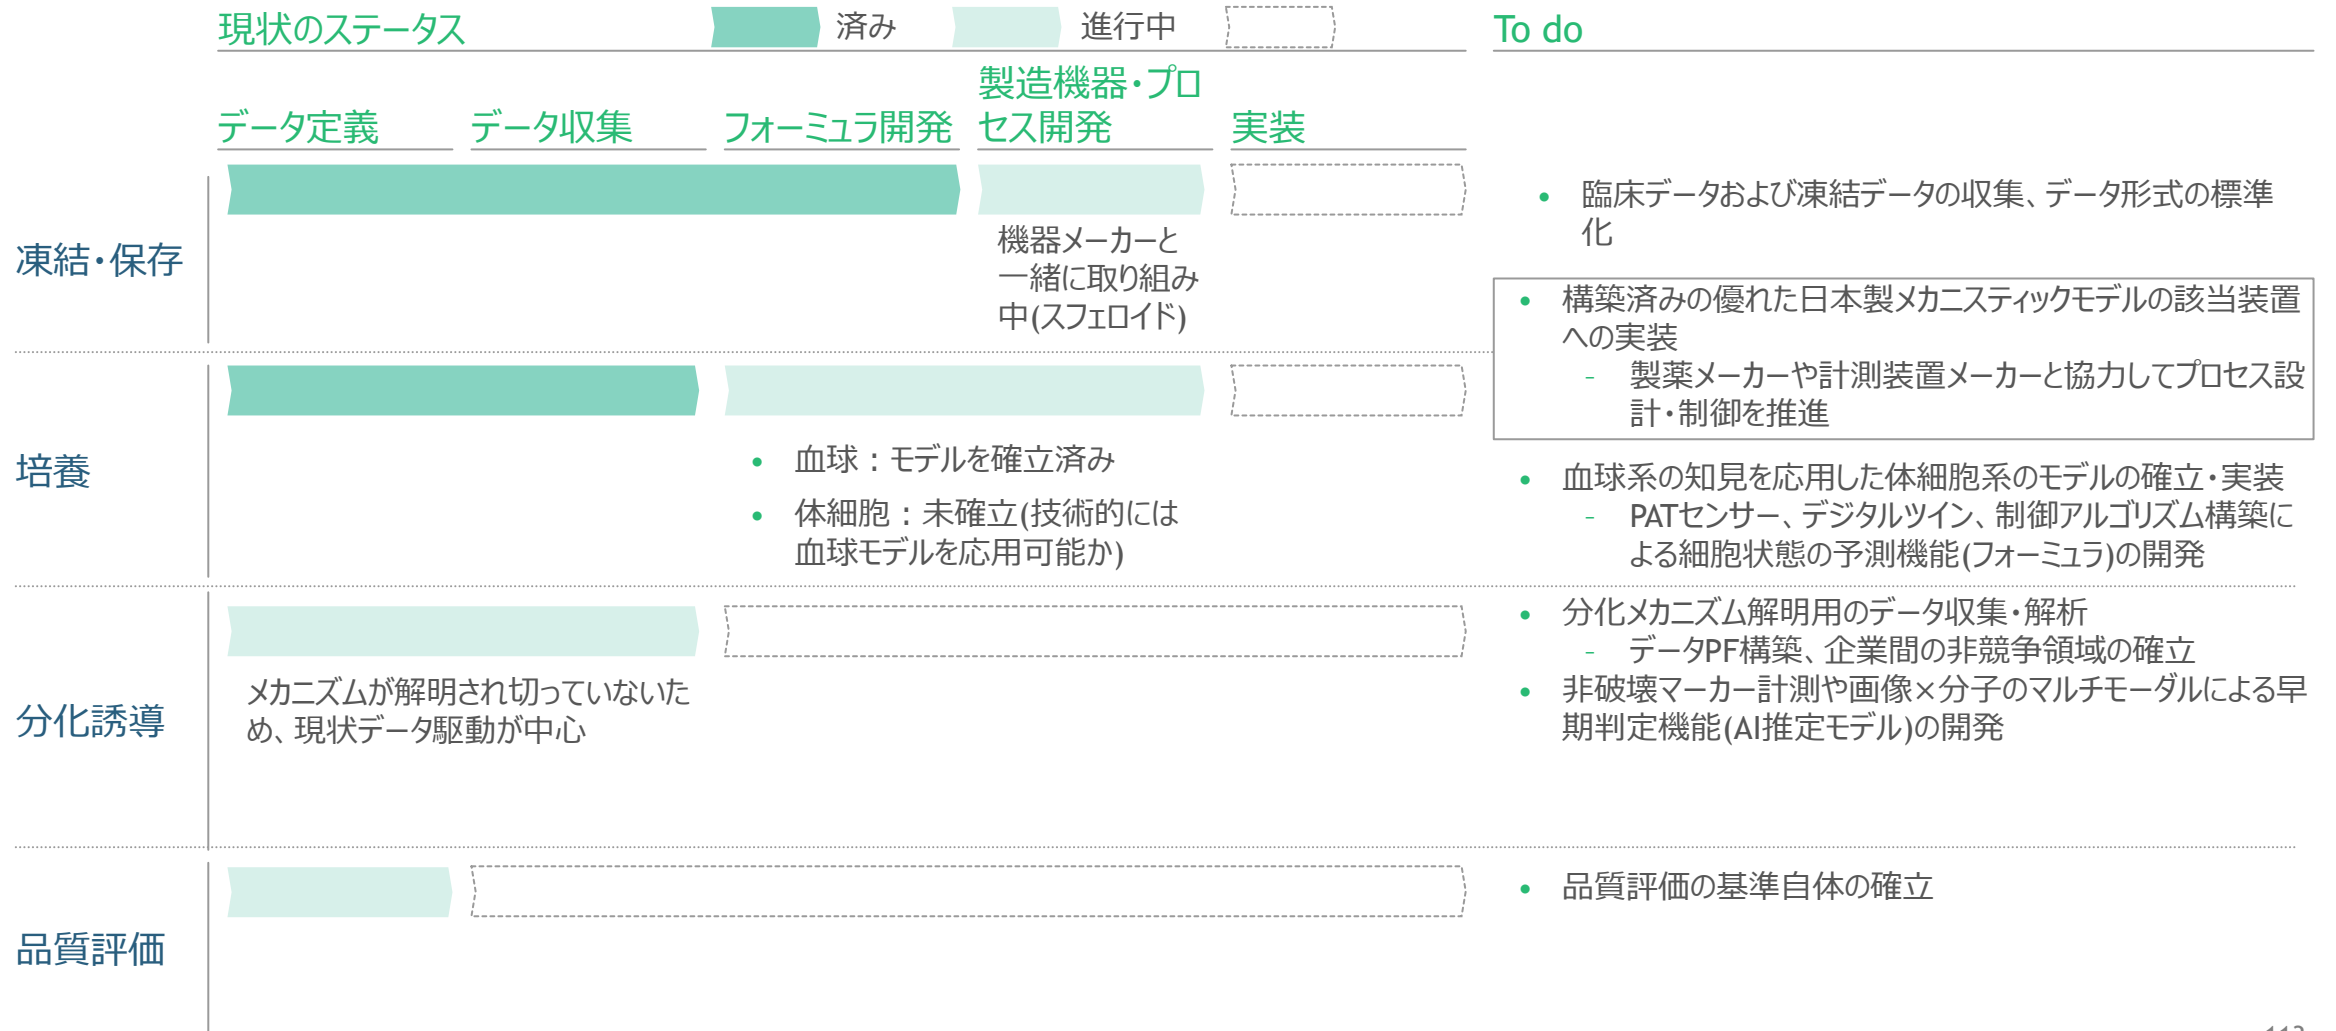 現状のステータス
済み
進行中
To do
データ定義
データ収集
フォーミュラ開発
製造機器・プロ
セス開発
実装
凍結・保存
機器メーカーと
一緒に取り組み
中(スフェロイド)
• 臨床データおよび凍結データの収集、データ形式の標準
化
• 構築済みの優れた日本製メカニスティックモデルの該当装置
への実装
- 製薬メーカーや計測装置メーカーと協力してプロセス設
計・制御を推進
培養
• 血球：モデルを確立済み
• 体細胞：未確立(技術的には
血球モデルを応用可能か)
• 血球系の知見を応用した体細胞系のモデルの確立・実装
- PATセンサー、デジタルツイン、制御アルゴリズム構築に
よる細胞状態の予測機能(フォーミュラ)の開発
分化誘導
メカニズムが解明され切っていないた
め、現状データ駆動が中心
• 分化メカニズム解明用のデータ収集・解析
- データPF構築、企業間の非競争領域の確立
• 非破壊マーカー計測や画像×分子のマルチモーダルによる早
期判定機能(AI推定モデル)の開発
品質評価
• 品質評価の基準自体の確立